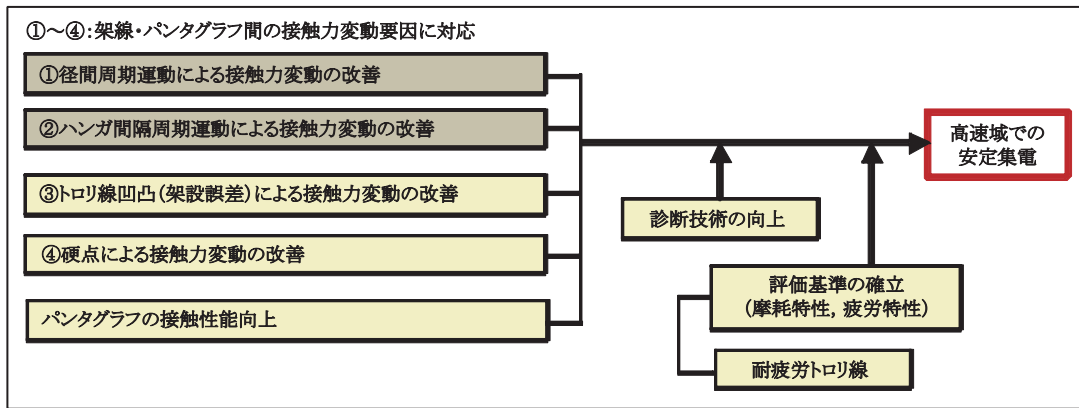 ①～④：架線・パンタグラフ間の接触力変動要因に対応
①径間周期運動による接触力変動の改善
②ハンガ間隔周期運動による接触力変動の改善
③トロリ線凹凸(架設誤差)による接触力変動の改善
④硬点による接触力変動の改善
パンタグラフの接触性能向上
高速域での
安定集電
診断技術の向上
評価基準の確立
(摩耗特性，疲労特性)
耐疲労トロリ線